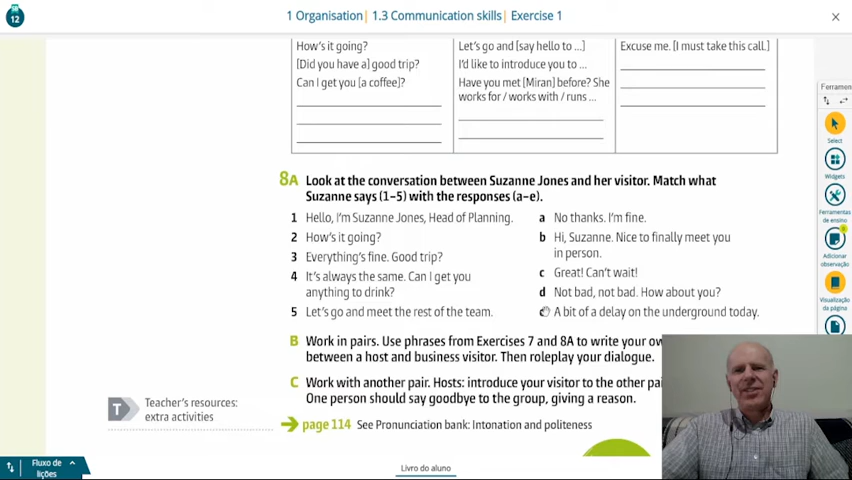 12
1 Organisation| 1.3 Communication skills| Exercise 1
How's it going?
[Did you have a] good trip?
Can I get you [a coffee]?
Let's go and [say hello to ...]
I'd like to introduce you to ...
Have you met [Miran] before? She
works for / works with / runs ...
Excuse me. [I must take this call.]
8A Look at the conversation between Suzanne Jones and her visitor. Match what
Suzanne says (1–5) with the responses (a–e).
1 Hello, I'm Suzanne Jones, Head of Planning.
2 How's it going?
3 Everything's fine. Good trip?
4 It's always the same. Can I get you
anything to drink?
5 Let's go and meet the rest of the team.
a No thanks. I'm fine.
b Hi, Suzanne. Nice to finally meet you
in person.
c Great! Can't wait!
d Not bad, not bad. How about you?
A bit of a delay on the underground today.
B Work in pairs. Use phrases from Exercises 7 and 8A to write your
between a host and business visitor. Then roleplay your dialogue.
C Work with another pair. Hosts: introduce your visitor to the other
One person should say goodbye to the group, giving a reason.
T Teacher's resources:
extra activities
page 114 See Pronunciation bank: Intonation and politeness
Fluxo de
lições
Livro do aluno
Select
Widgets
Ferramentas
de ensino
Adicionar
observação
Visualização
da página